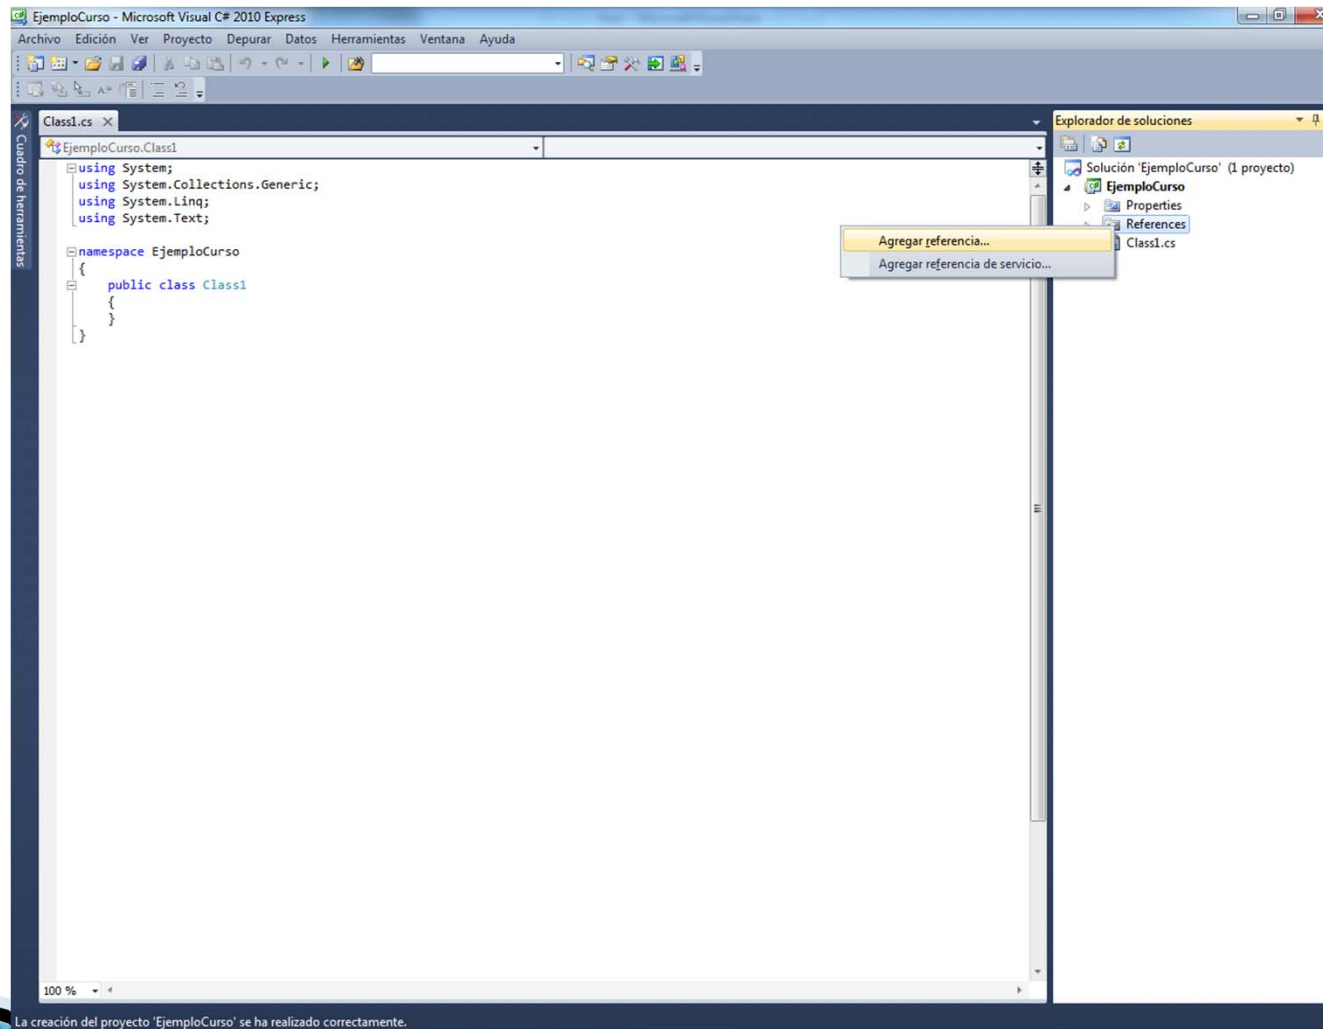 EjemploCurso - Microsoft Visual C# 2010 Express
Archivo Edición Ver Proyecto Depurar Datos Herramientas Ventana Ayuda
Cuadro de herramientas
Class1.cs
EjemploCurso.Class1
using System;
using System.Collections.Generic;
using System.Linq;
using System.Text;
namespace EjemploCurso
{
public class Class1
{
}
}
100 %
Agregar referencia...
Agregar referencia de servicio...
Explorador de soluciones
Solución 'EjemploCurso' (1 proyecto)
EjemploCurso
Properties
References
Class1.cs
La creación del proyecto 'EjemploCurso' se ha realizado correctamente.